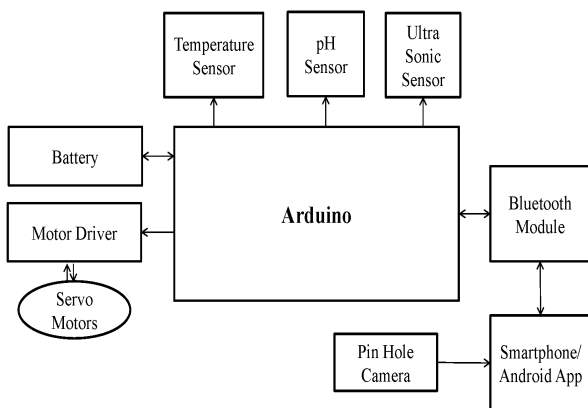 Temperature
Sensor
pH
Sensor
Ultra
Sonic
Sensor
Battery
Motor Driver
Servo
Motors
Arduino
Bluetooth
Module
Pin Hole
Camera
Smartphone/
Android App